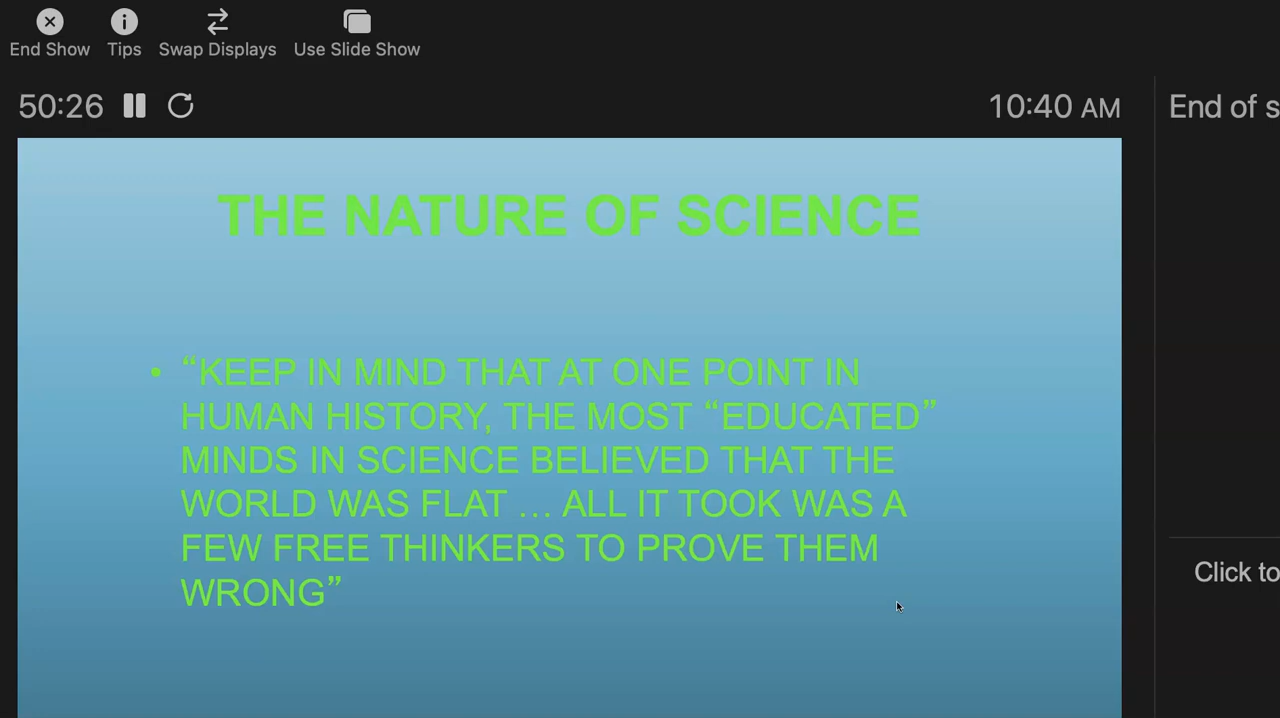 End Show Tips Swap Displays Use Slide Show
50:26 10:40 AM End of s
THE NATURE OF SCIENCE
• “KEEP IN MIND THAT AT ONE POINT IN
HUMAN HISTORY, THE MOST “EDUCATED”
MINDS IN SCIENCE BELIEVED THAT THE
WORLD WAS FLAT … ALL IT TOOK WAS A
FEW FREE THINKERS TO PROVE THEM
WRONG”
Click to